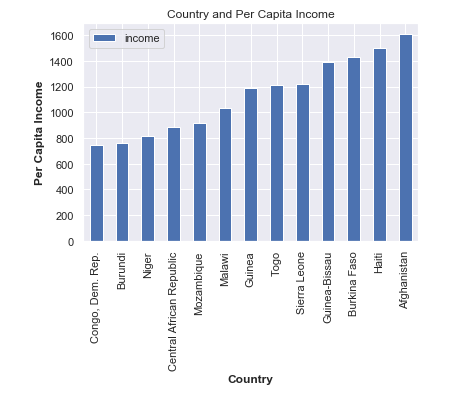 Country and Per Capita Income
income
Per Capita Income
1600
1400
1200
1000
800
600
400
200
0
Congo, Dem. Rep.
Burundi
Niger
Central African Republic
Mozambique
Malawi
Guinea
Togo
Sierra Leone
Guinea-Bissau
Burkina Faso
Haiti
Afghanistan
Country